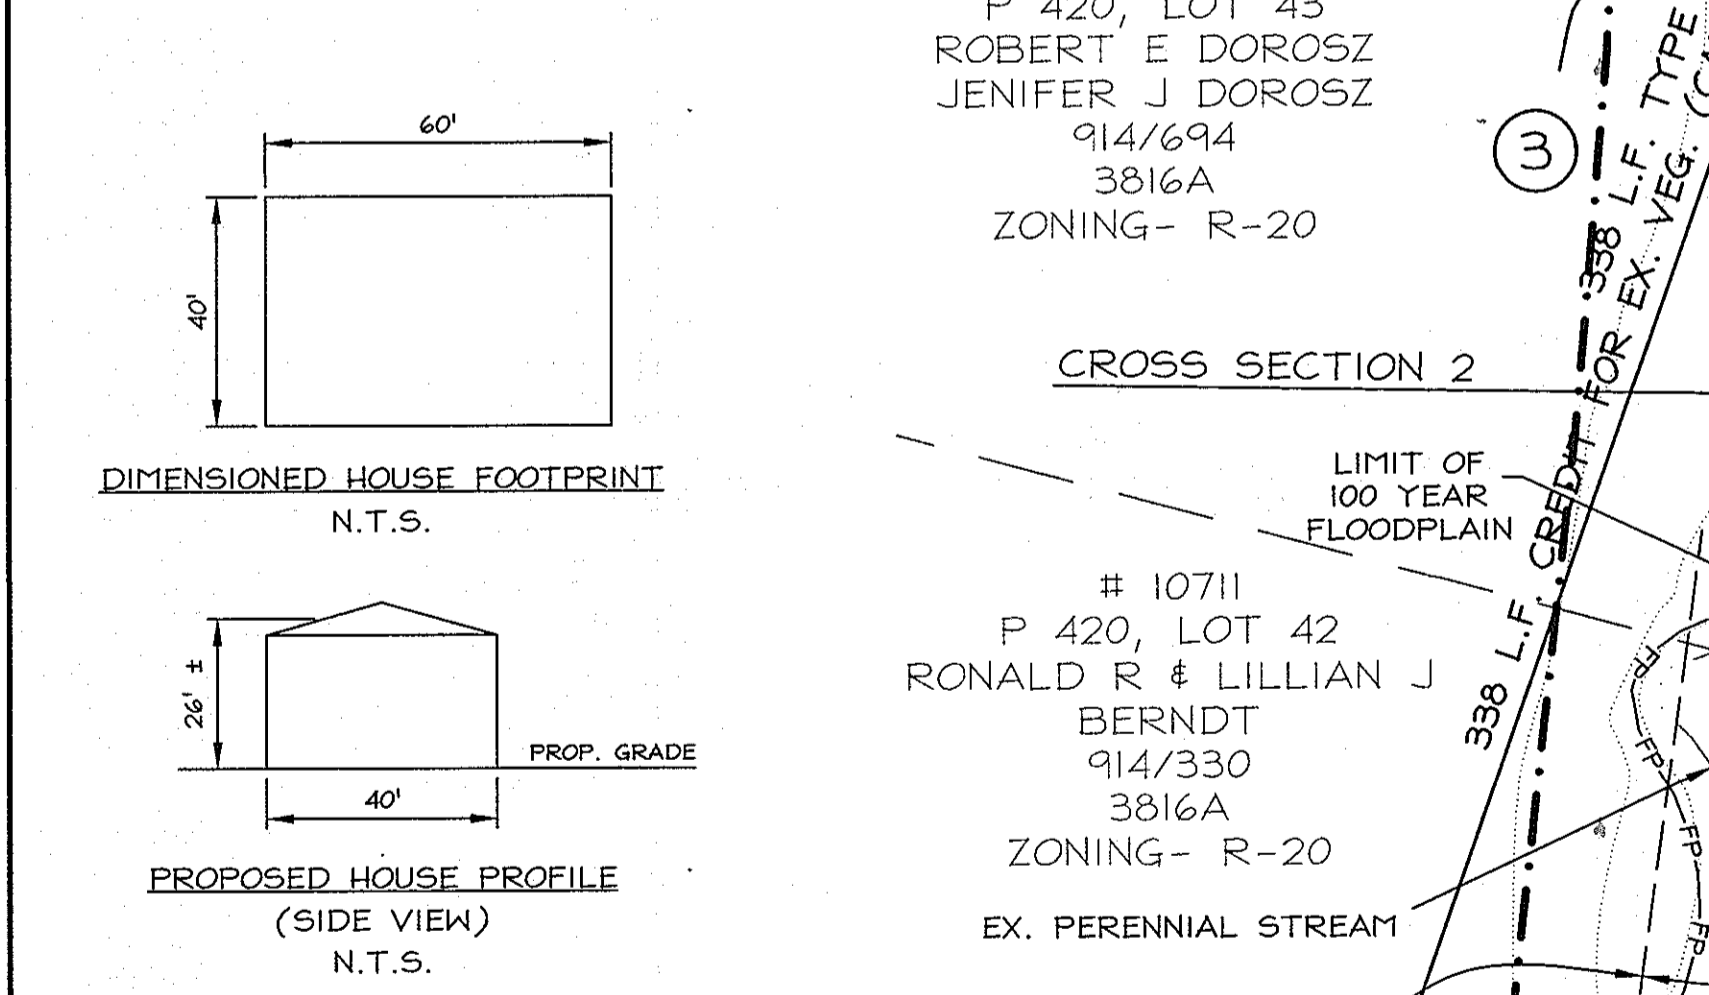 60'
40'
DIMENSIONED HOUSE FOOTPRINT
N.T.S.
26' ±
PROP. GRADE
40'
PROPOSED HOUSE PROFILE
(SIDE VIEW)
N.T.S.
P 420, LOT 43
ROBERT E DOROSZ
JENIFER J DOROSZ
914/694
3816A
ZONING- R-20
3
338 L.F. TYPE
338 L.F. CREDIT FOR EX. VEG.
CROSS SECTION 2
LIMIT OF
100 YEAR
FLOODPLAIN
# 10711
P 420, LOT 42
RONALD R & LILLIAN J
BERNDT
914/330
3816A
ZONING- R-20
EX. PERENNIAL STREAM
FP
FP
FP
FP